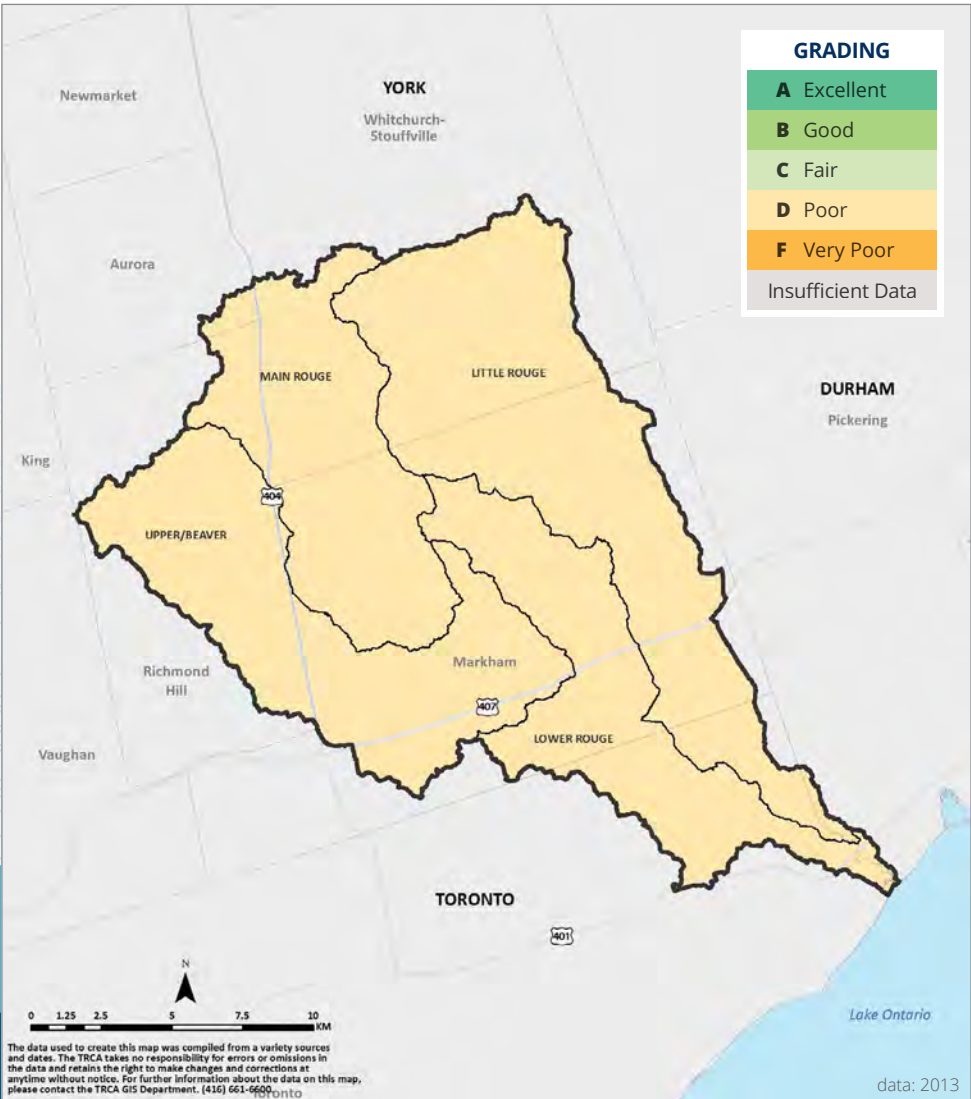 GRADING
A Excellent
B Good
C Fair
D Poor
F Very Poor
Insufficient Data
Newmarket
YORK
Whitchurch-
Stouffville
Aurora
MAIN ROUGE
LITTLE ROUGE
DURHAM
Pickering
King
404
UPPER/BEAVER
Richmond
Hill
Markham
407
Vaughan
LOWER ROUGE
TORONTO
401
Lake Ontario
N
0 1.25 2.5 5 7.5 10
KM
The data used to create this map was compiled from a variety sources
and dates. The TRCA takes no responsibility for errors or omissions in
the data and retains the right to make changes and corrections at
anytime without notice. For further information about the data on this map,
please contact the TRCA GIS Department. (416) 661-6600.
Toronto
data: 2013